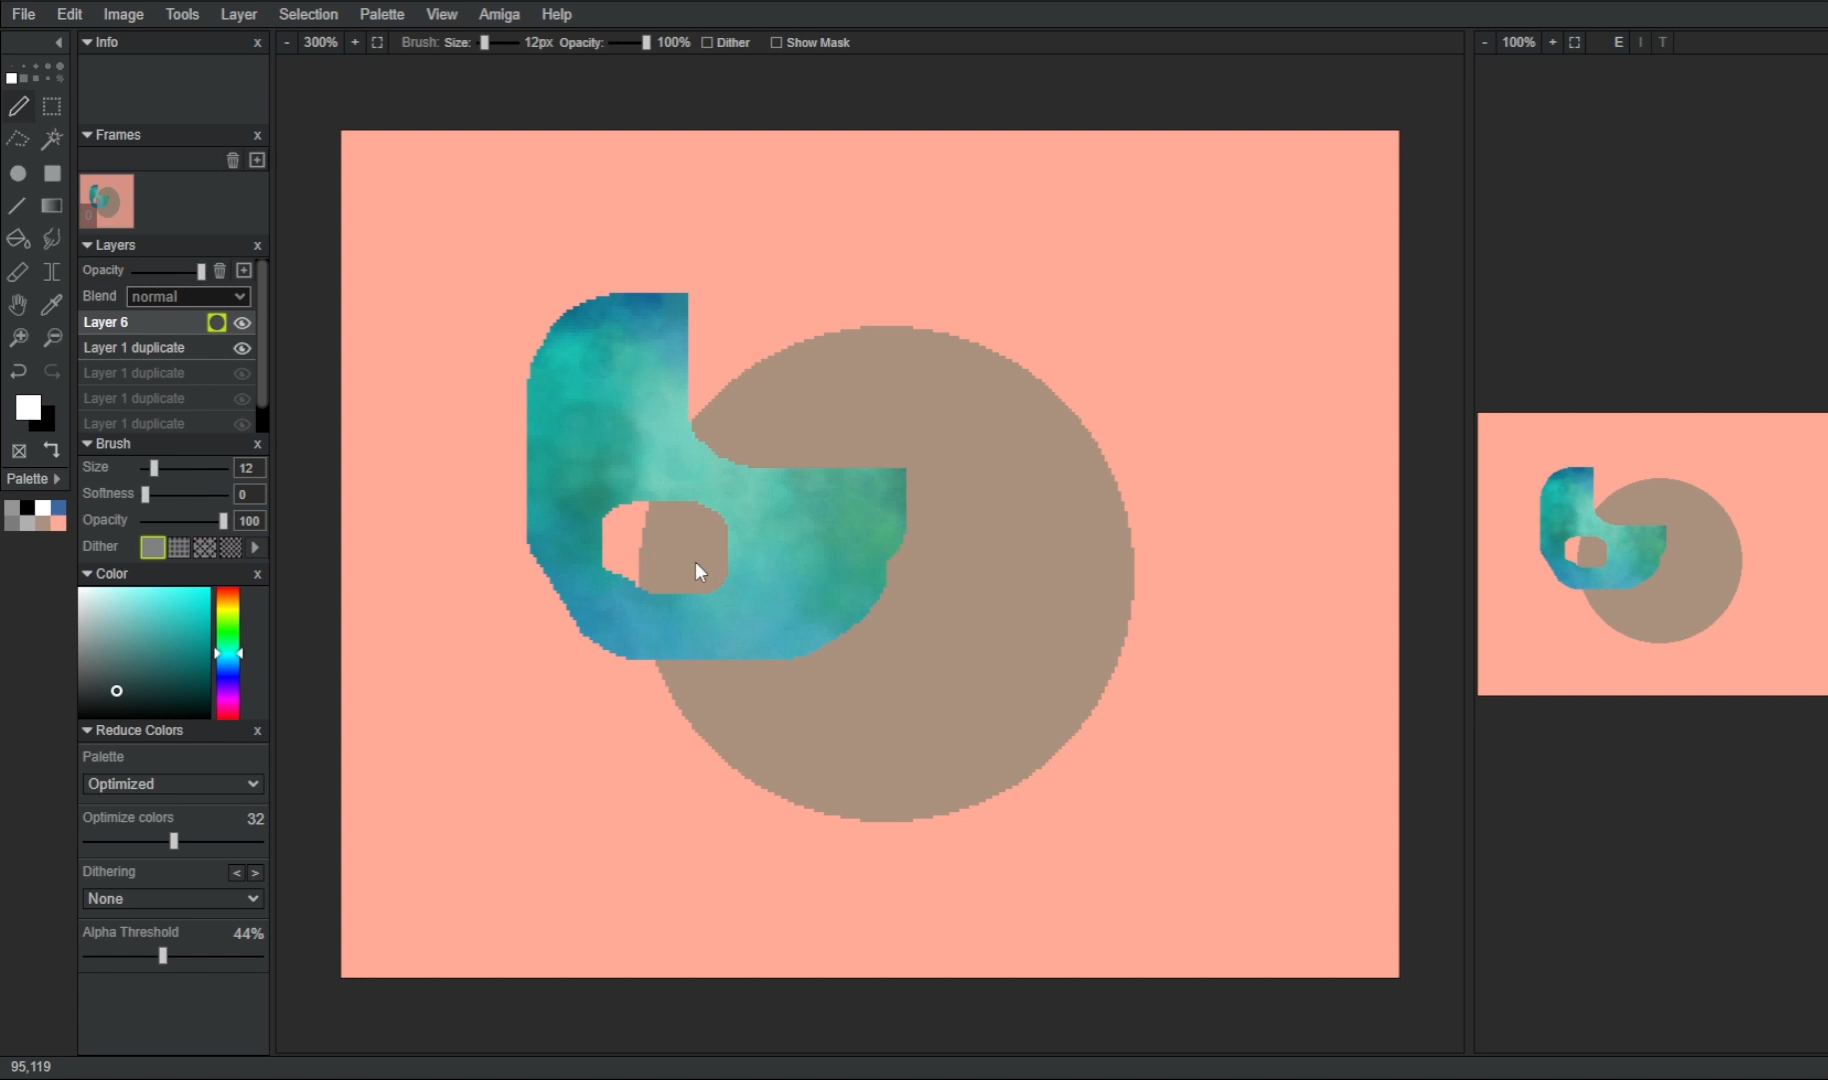 File Edit Image Tools Layer Selection Palette View Amiga Help
Info x
- 300% + Brush: Size: 12px Opacity: 100% Dither Show Mask
- 100% + E I T
Frames x
0
Layers x
Opacity
Blend normal
Layer 6
Layer 1 duplicate
Layer 1 duplicate
Layer 1 duplicate
Layer 1 duplicate
Brush x
Size 12
Palette
Softness 0
Opacity 100
Dither
Color x
Reduce Colors x
Palette
Optimized
Optimize colors 32
Dithering < >
None
Alpha Threshold 44%
95,119